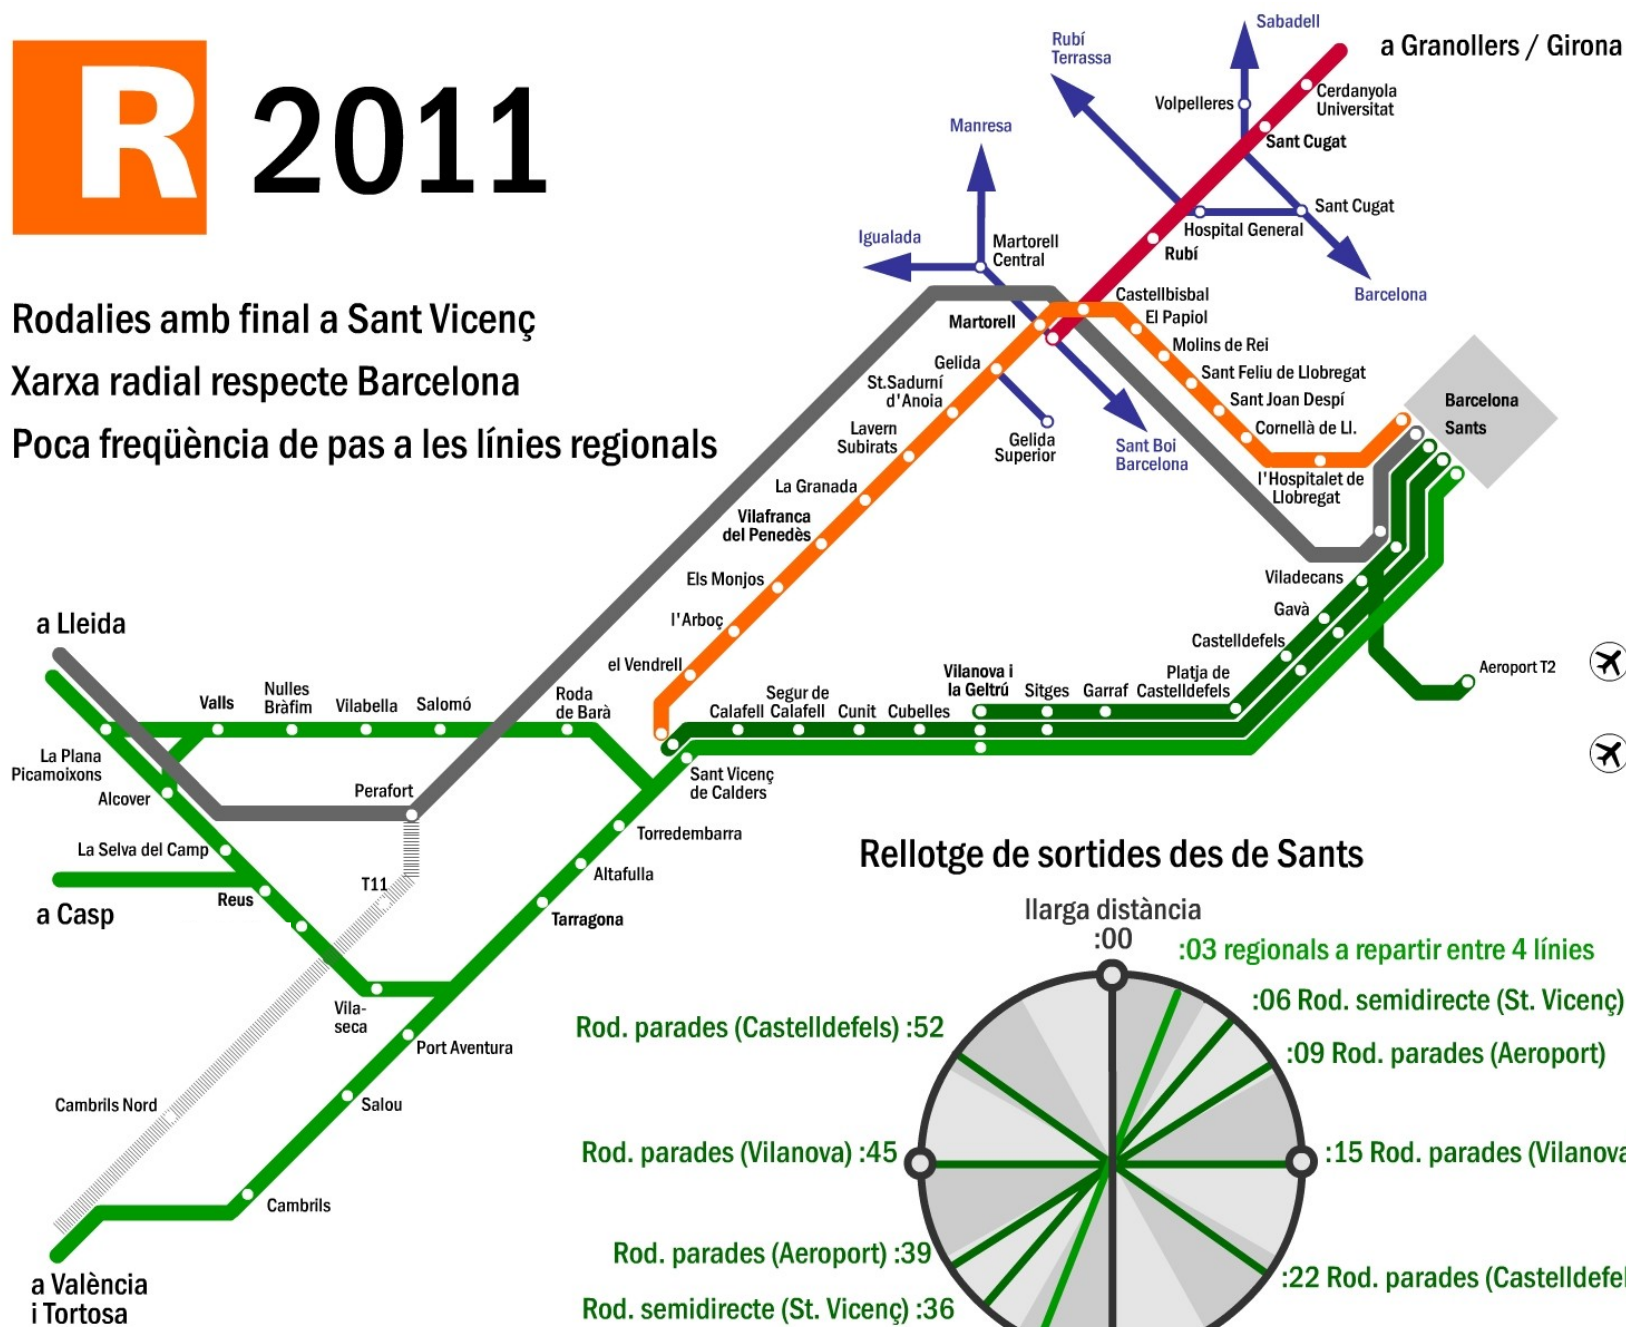 R 2011
Rodalies amb final a Sant Vicenç
Xarxa radial respecte Barcelona
Poca freqüència de pas a les línies regionals
Sabadell
a Granollers / Girona
Rubí
Terrassa
Volpelleres
Cerdanyola
Universitat
Manresa
Sant Cugat
Sant Cugat
Hospital General
Igualada
Martorell
Central
Rubí
Barcelona
Castellbisbal
Martorell
El Papiol
Molins de Rei
Gelida
Sant Feliu de Llobregat
St.Sadurní
d'Anoia
Sant Joan Despí
Barcelona
Sants
Lavern
Subirats
Cornellà de Ll.
Gelida
Superior
Sant Boi
Barcelona
l'Hospitalet de
Llobregat
La Granada
Vilafranca
del Penedès
Els Monjos
Viladecans
Gavà
l'Arboç
Castelldefels
a Lleida
el Vendrell
Vilanova i
la Geltrú
Sitges
Garraf
Platja de
Castelldefels
Aeroport T2
Valls
Nulles
Bràfim
Vilabella
Salomó
Roda
de Barà
Calafell
Segur de
Calafell
Cunit
Cubelles
La Plana
Picamoixons
Alcover
Perafort
Sant Vicenç
de Calders
Torredembarra
La Selva del Camp
Altafulla
T11
Reus
a Casp
Tarragona
Vila-
seca
Port Aventura
Cambrils Nord
Salou
Cambrils
a València
i Tortosa
Rellotge de sortides des de Sants
llarga distància
:00
:03 regionals a repartir entre 4 línies
:06 Rod. semidirecte (St. Vicenç)
Rod. parades (Castelldefels) :52
:09 Rod. parades (Aeroport)
Rod. parades (Vilanova) :45
:15 Rod. parades (Vilanova
Rod. parades (Aeroport) :39
:22 Rod. parades (Castelldefel
Rod. semidirecte (St. Vicenç) :36